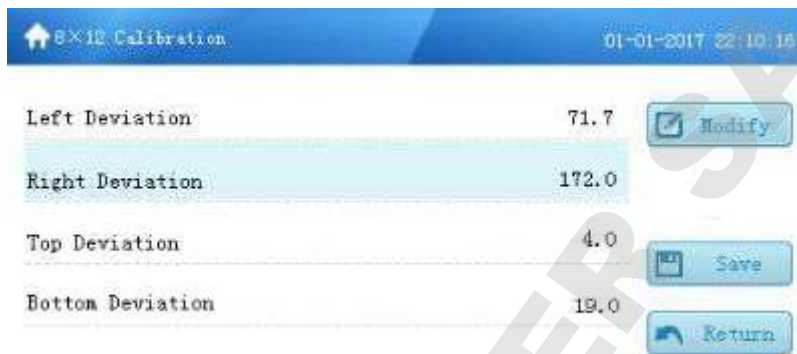 8×12 Calibration 01-01-2017 22:10:16
Left Deviation 71.7
Modify
Right Deviation 172.0
Top Deviation 4.0
Save
Bottom Deviation 19.0
Return